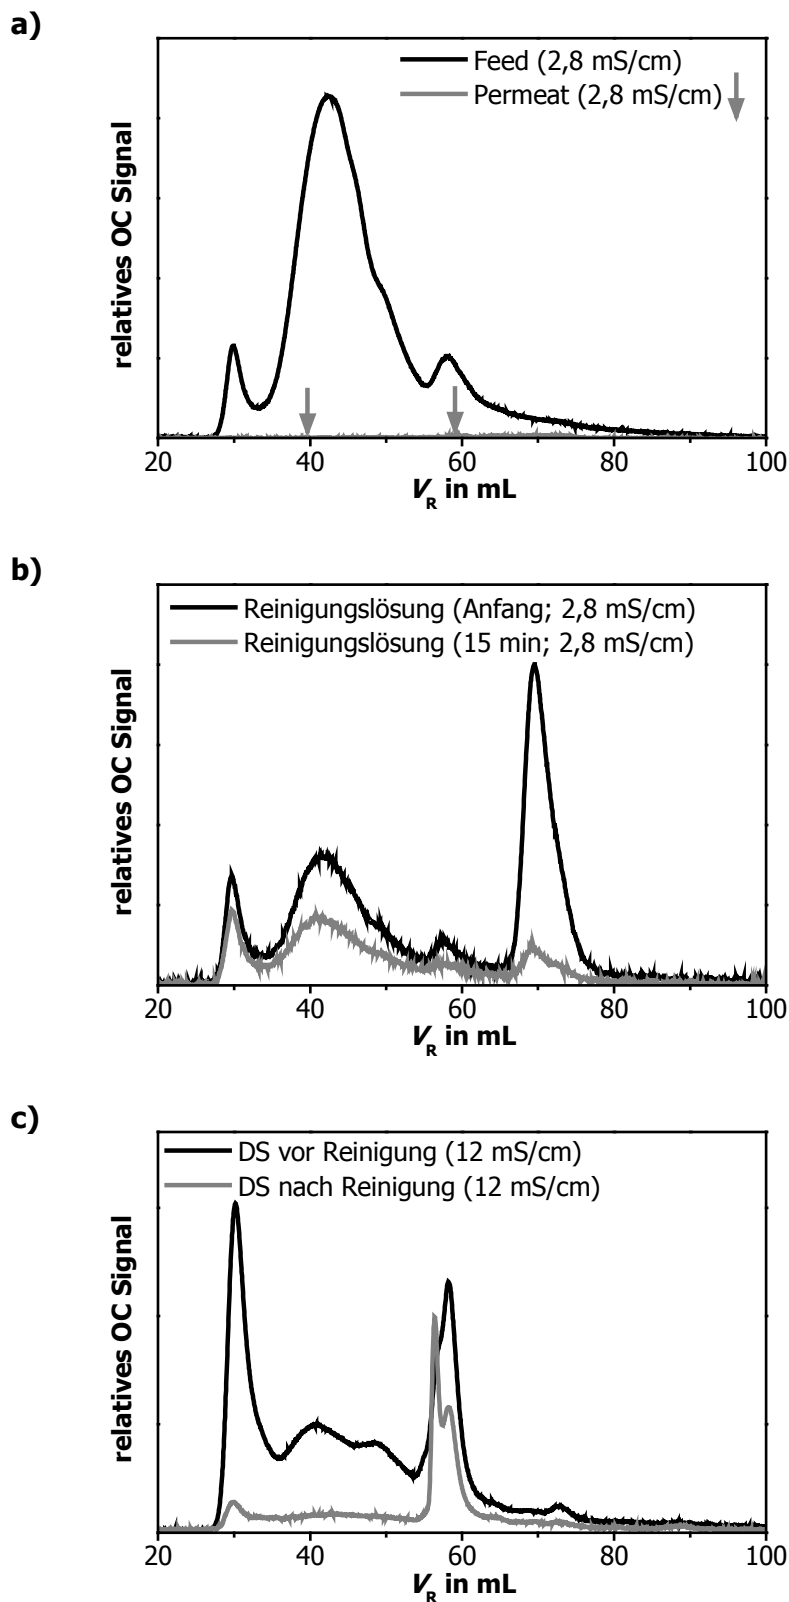 a)
Feed (2,8 mS/cm)
Permeat (2,8 mS/cm)
relatives OC Signal
20 40 60 80 100
V_R in mL
b)
Reinigungslösung (Anfang; 2,8 mS/cm)
Reinigungslösung (15 min; 2,8 mS/cm)
relatives OC Signal
20 40 60 80 100
V_R in mL
c)
DS vor Reinigung (12 mS/cm)
DS nach Reinigung (12 mS/cm)
relatives OC Signal
20 40 60 80 100
V_R in mL